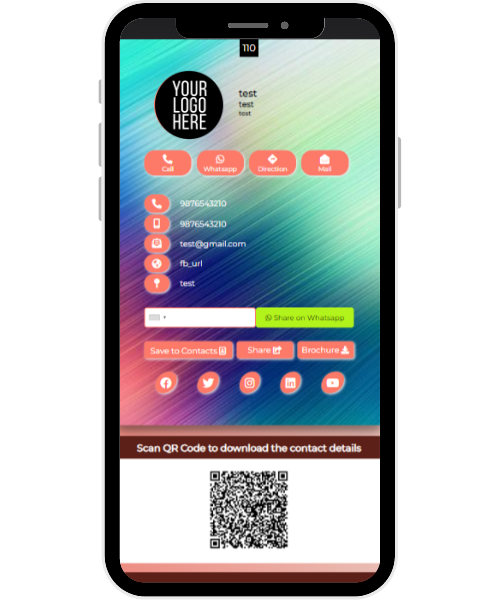 110
YOUR
LOGO
HERE
test
test
test
Call Whatsapp Direction Mail
9876543210
9876543210
test@gmail.com
fb_url
test
Share on Whatsapp
Save to Contacts Share Brochure
Scan QR Code to download the contact details